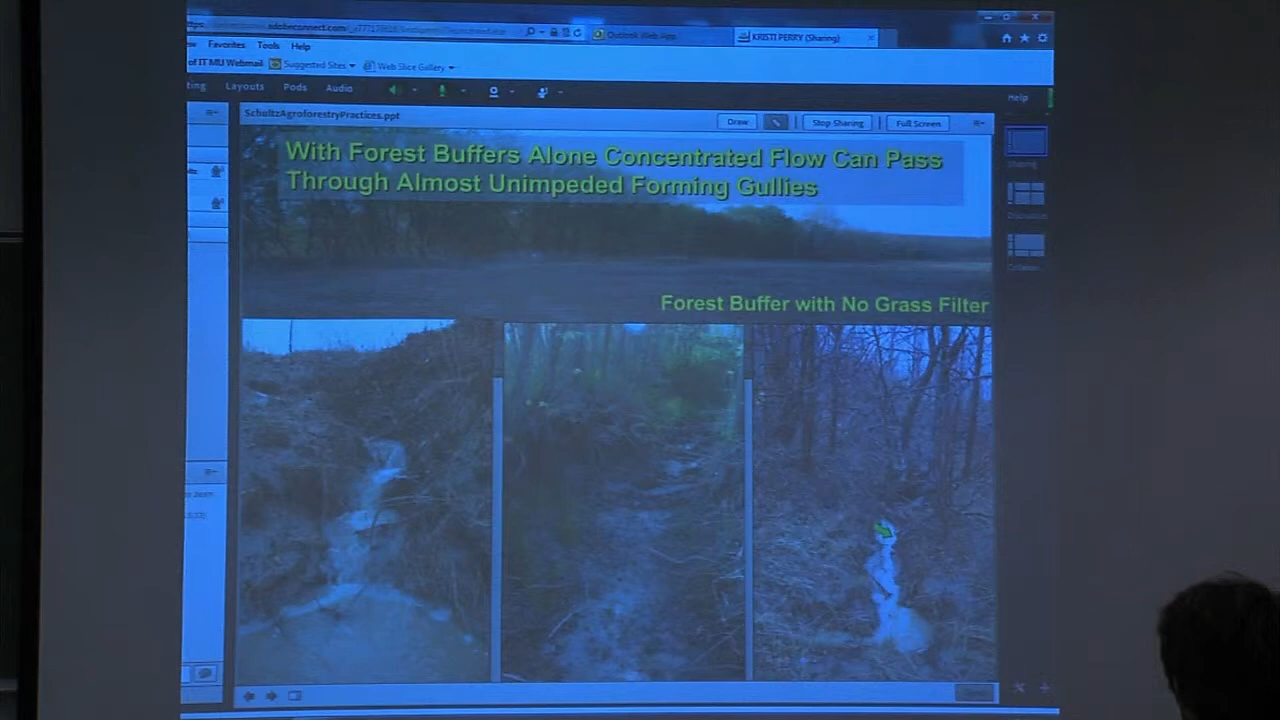 adobeconnect.com
Outlook Web App
KRISTI PERRY (Sharing)
Favorites Tools Help
of IT MU Webmail Suggested Sites Web Slice Gallery
ting Layouts Pods Audio
Help
SchultzAgroforestryPractices.ppt
Draw
Stop Sharing
Full Screen
With Forest Buffers Alone Concentrated Flow Can Pass
Through Almost Unimpeded Forming Gullies
Forest Buffer with No Grass Filter